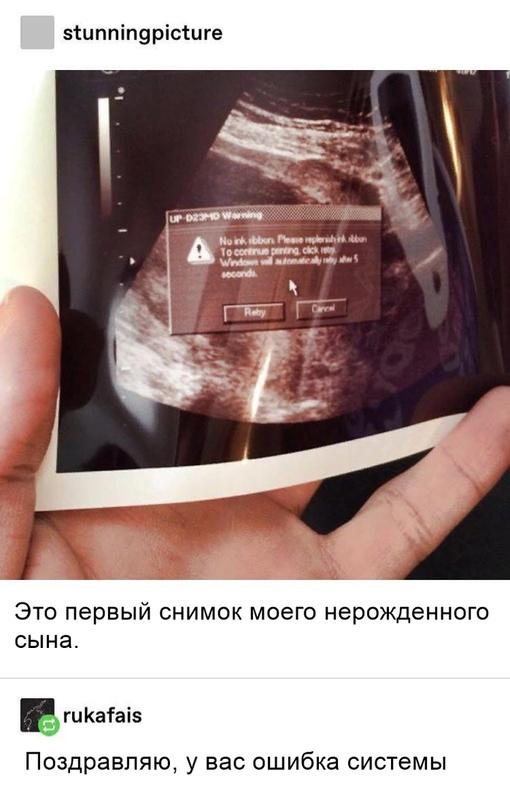 stunningpicture
UP-D23MD Warning
No ink ribbon. Please replenish ink ribbon
To continue printing, click retry.
Windows will automatically retry after 5
seconds.
Retry
Cancel
Это первый снимок моего нерожденного
сына.
rukafais
Поздравляю, у вас ошибка системы